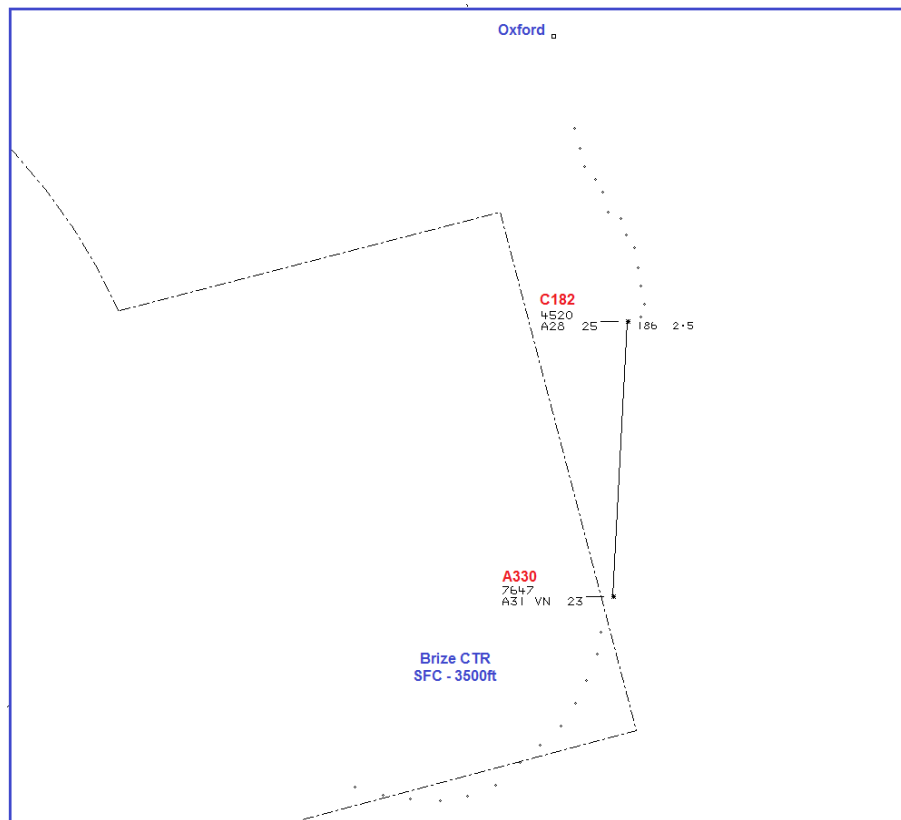 Oxford
C182
4520
A28 25
186 2.5
A330
7647
A31 VN 23
Brize CTR
SFC - 3500ft